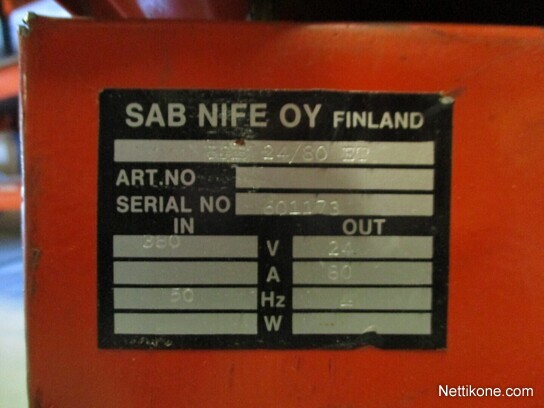 SAB NIFE OY FINLAND
24/80
ART.NO
SERIAL NO 601173
IN OUT
380 V 24
A 80
50 Hz
W
Nettikone.com